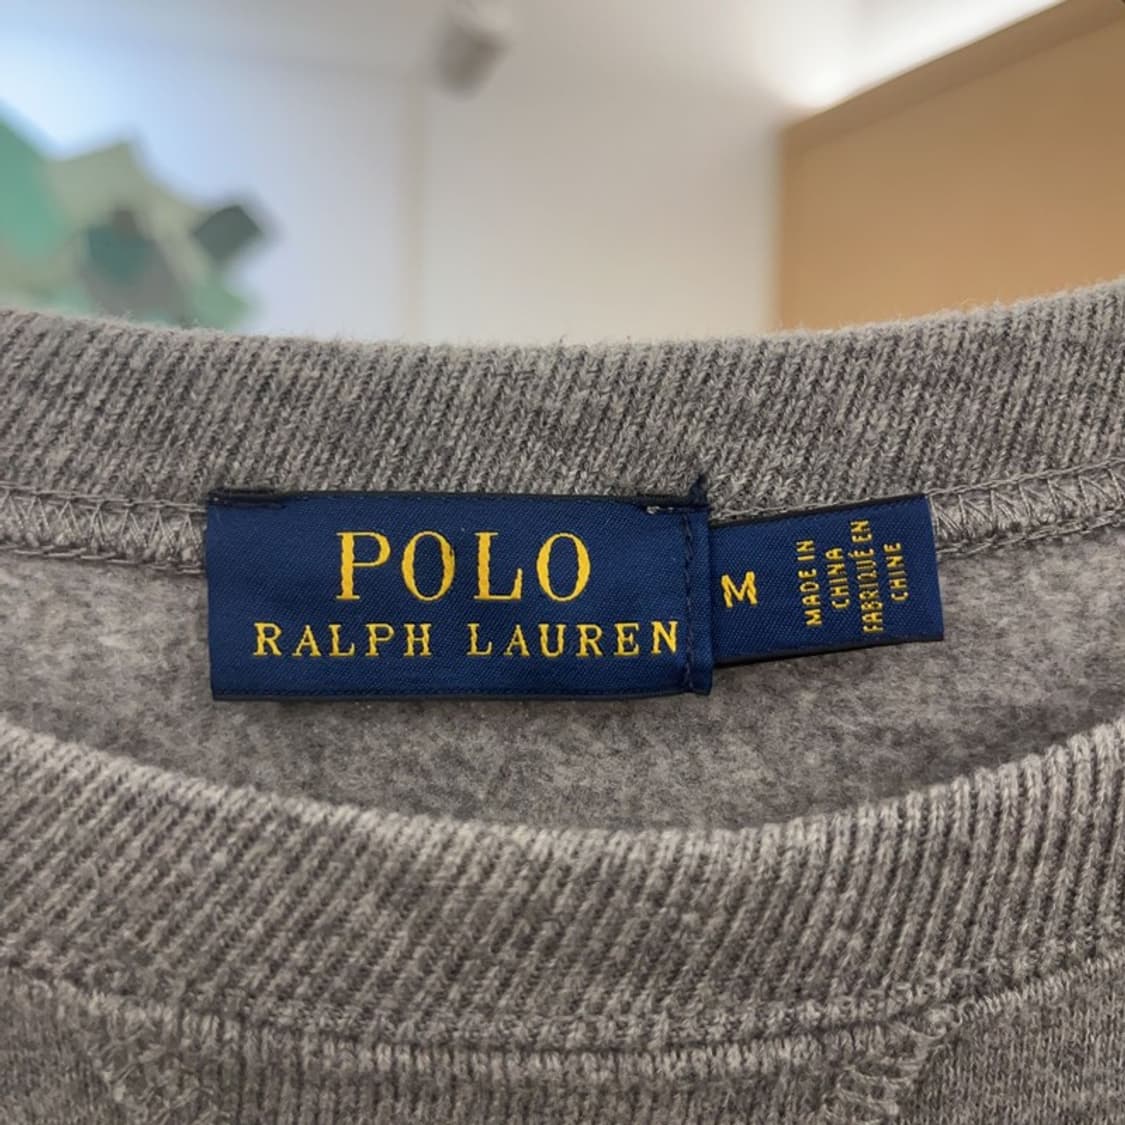 POLO
RALPH LAUREN
M
MADE IN
CHINA
FABRIQUÉ EN
CHINE